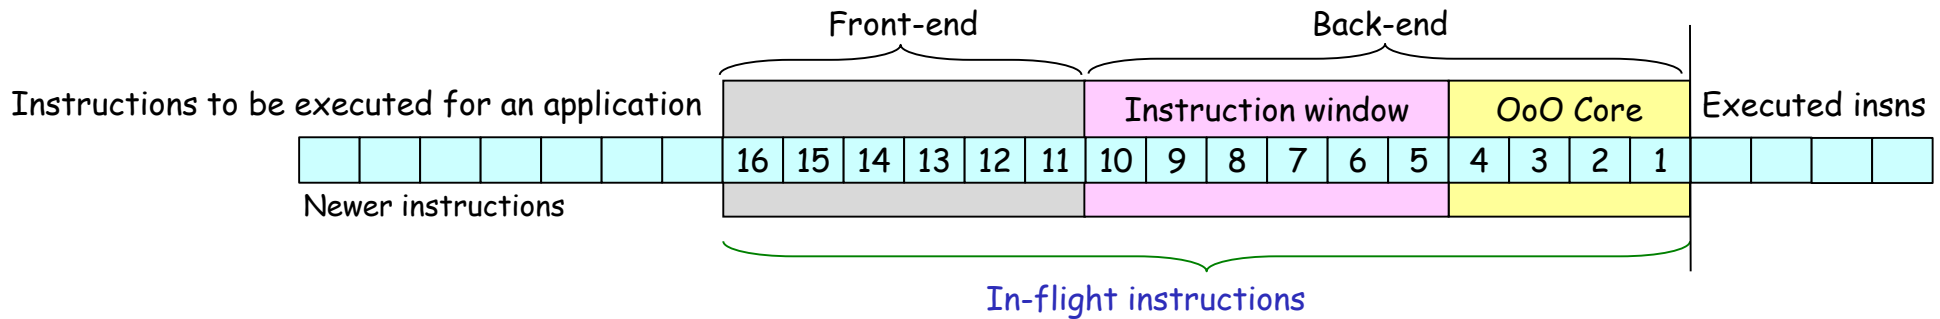 Front-end
Back-end
Instructions to be executed for an application
Instruction window
OoO Core
Executed insns
16 15 14 13 12 11 10 9 8 7 6 5 4 3 2 1
Newer instructions
In-flight instructions